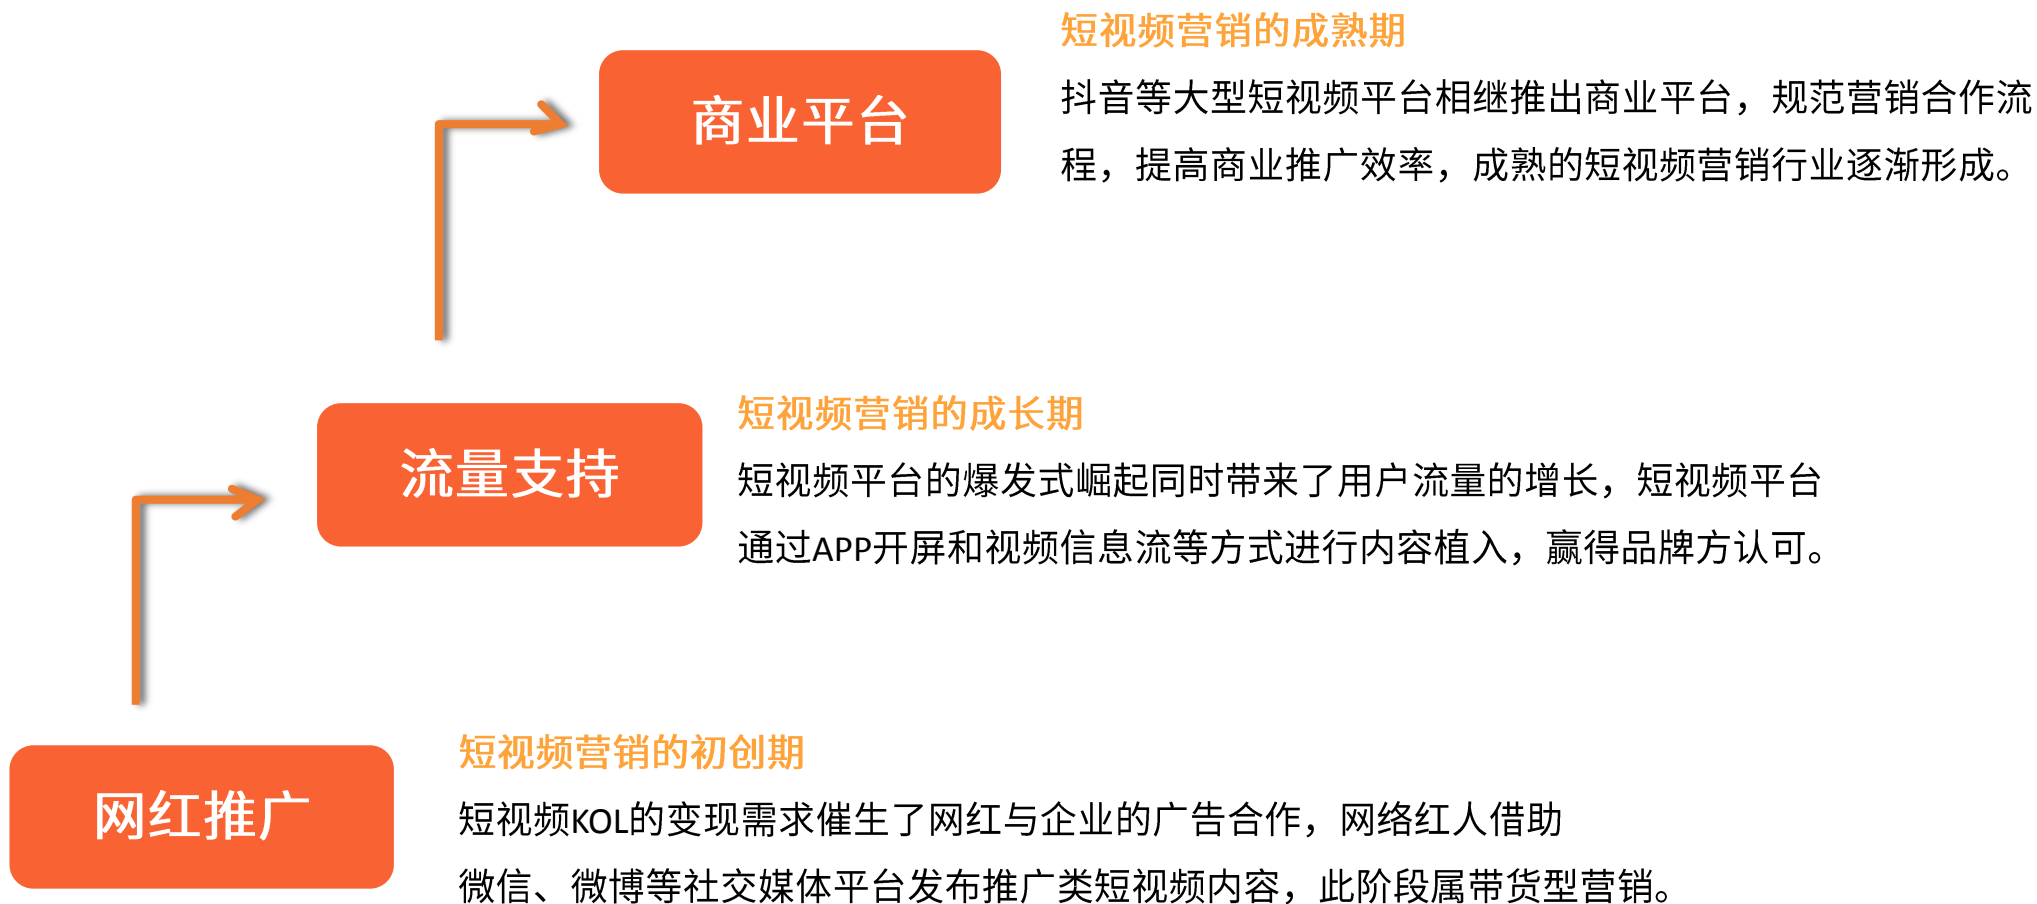 短视频营销的成熟期
商业平台
抖音等大型短视频平台相继推出商业平台，规范营销合作流
程，提高商业推广效率，成熟的短视频营销行业逐渐形成。
短视频营销的成长期
流量支持
短视频平台的爆发式崛起同时带来了用户流量的增长，短视频平台
通过APP开屏和视频信息流等方式进行内容植入，赢得品牌方认可。
短视频营销的初创期
网红推广
短视频KOL的变现需求催生了网红与企业的广告合作，网络红人借助
微信、微博等社交媒体平台发布推广类短视频内容，此阶段属带货型营销。